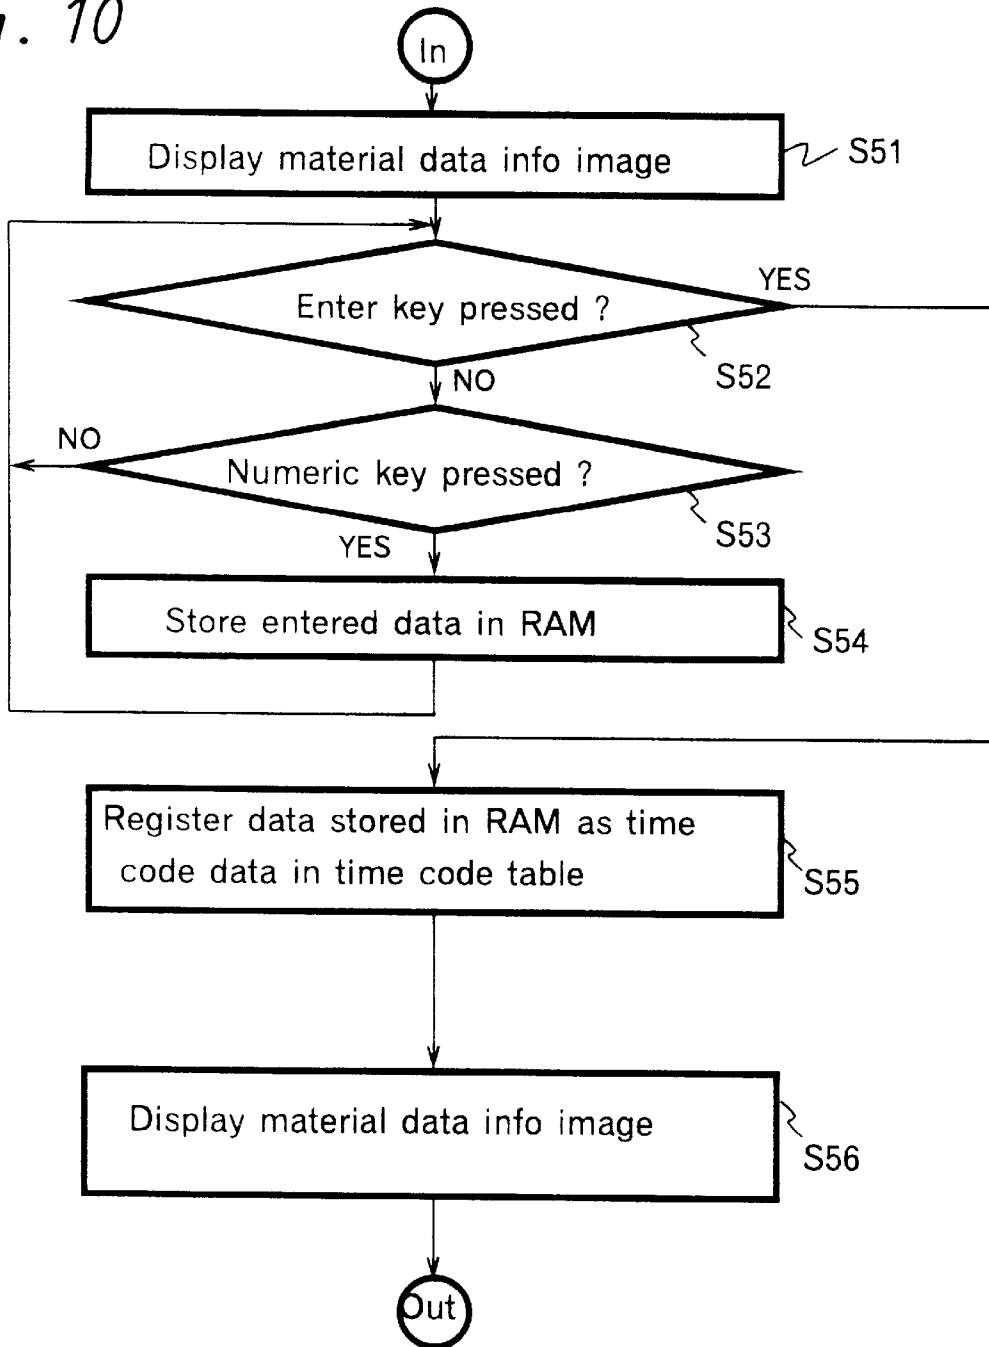 . 10
In
Display material data info image
S51
Enter key pressed ?
YES
S52
NO
NO
Numeric key pressed ?
S53
YES
Store entered data in RAM
S54
Register data stored in RAM as time
code data in time code table
S55
Display material data info image
S56
Out